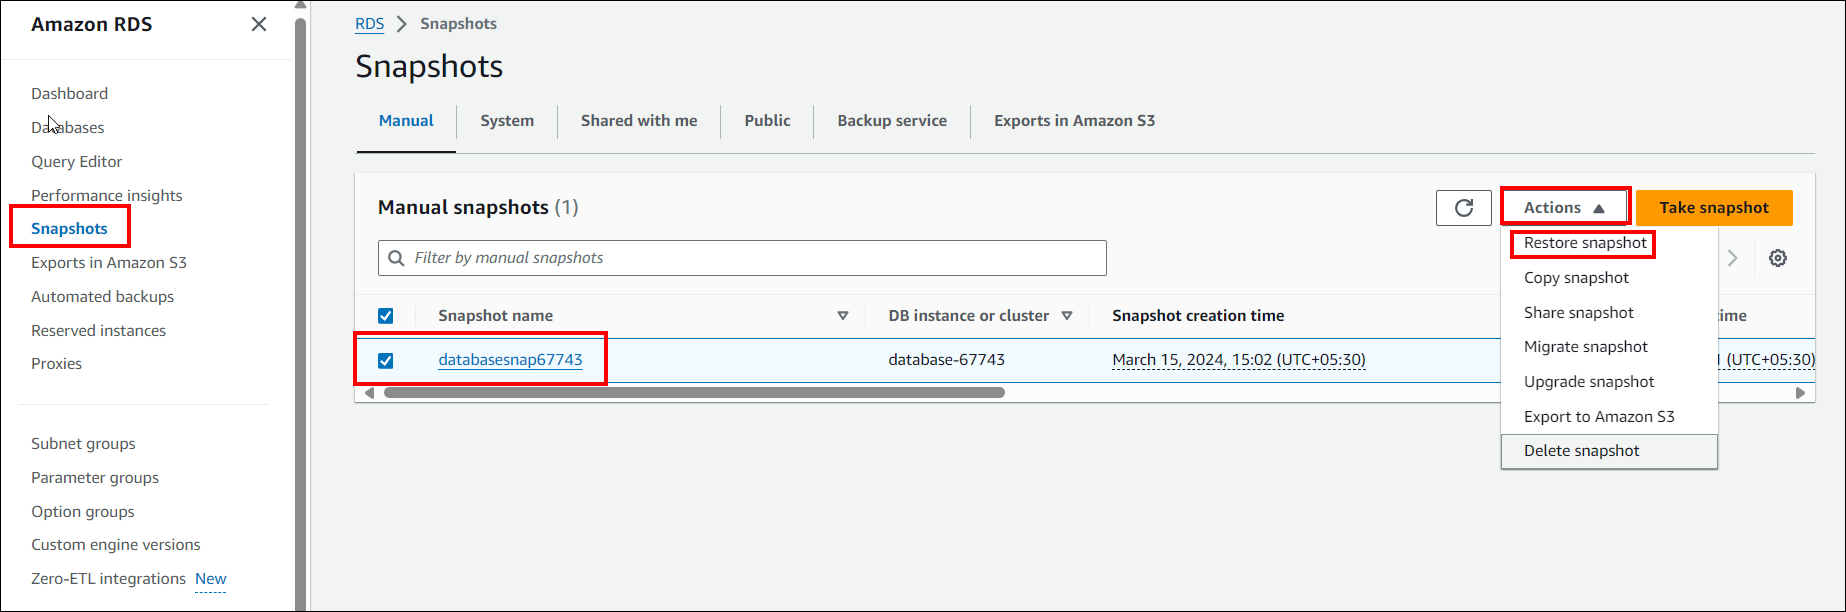 Amazon RDS
Dashboard
Databases
Query Editor
Performance insights
Snapshots
Exports in Amazon S3
Automated backups
Reserved instances
Proxies
Subnet groups
Parameter groups
Option groups
Custom engine versions
Zero-ETL integrations New
RDS > Snapshots
Snapshots
Manual System Shared with me Public Backup service Exports in Amazon S3
Manual snapshots (1)
Actions ▲ Take snapshot
Filter by manual snapshots
Restore snapshot
Copy snapshot
Share snapshot
Migrate snapshot
Upgrade snapshot
Export to Amazon S3
Delete snapshot
Snapshot name DB instance or cluster Snapshot creation time
databasesnap67743 database-67743 March 15, 2024, 15:02 (UTC+05:30) (UTC+05:30)